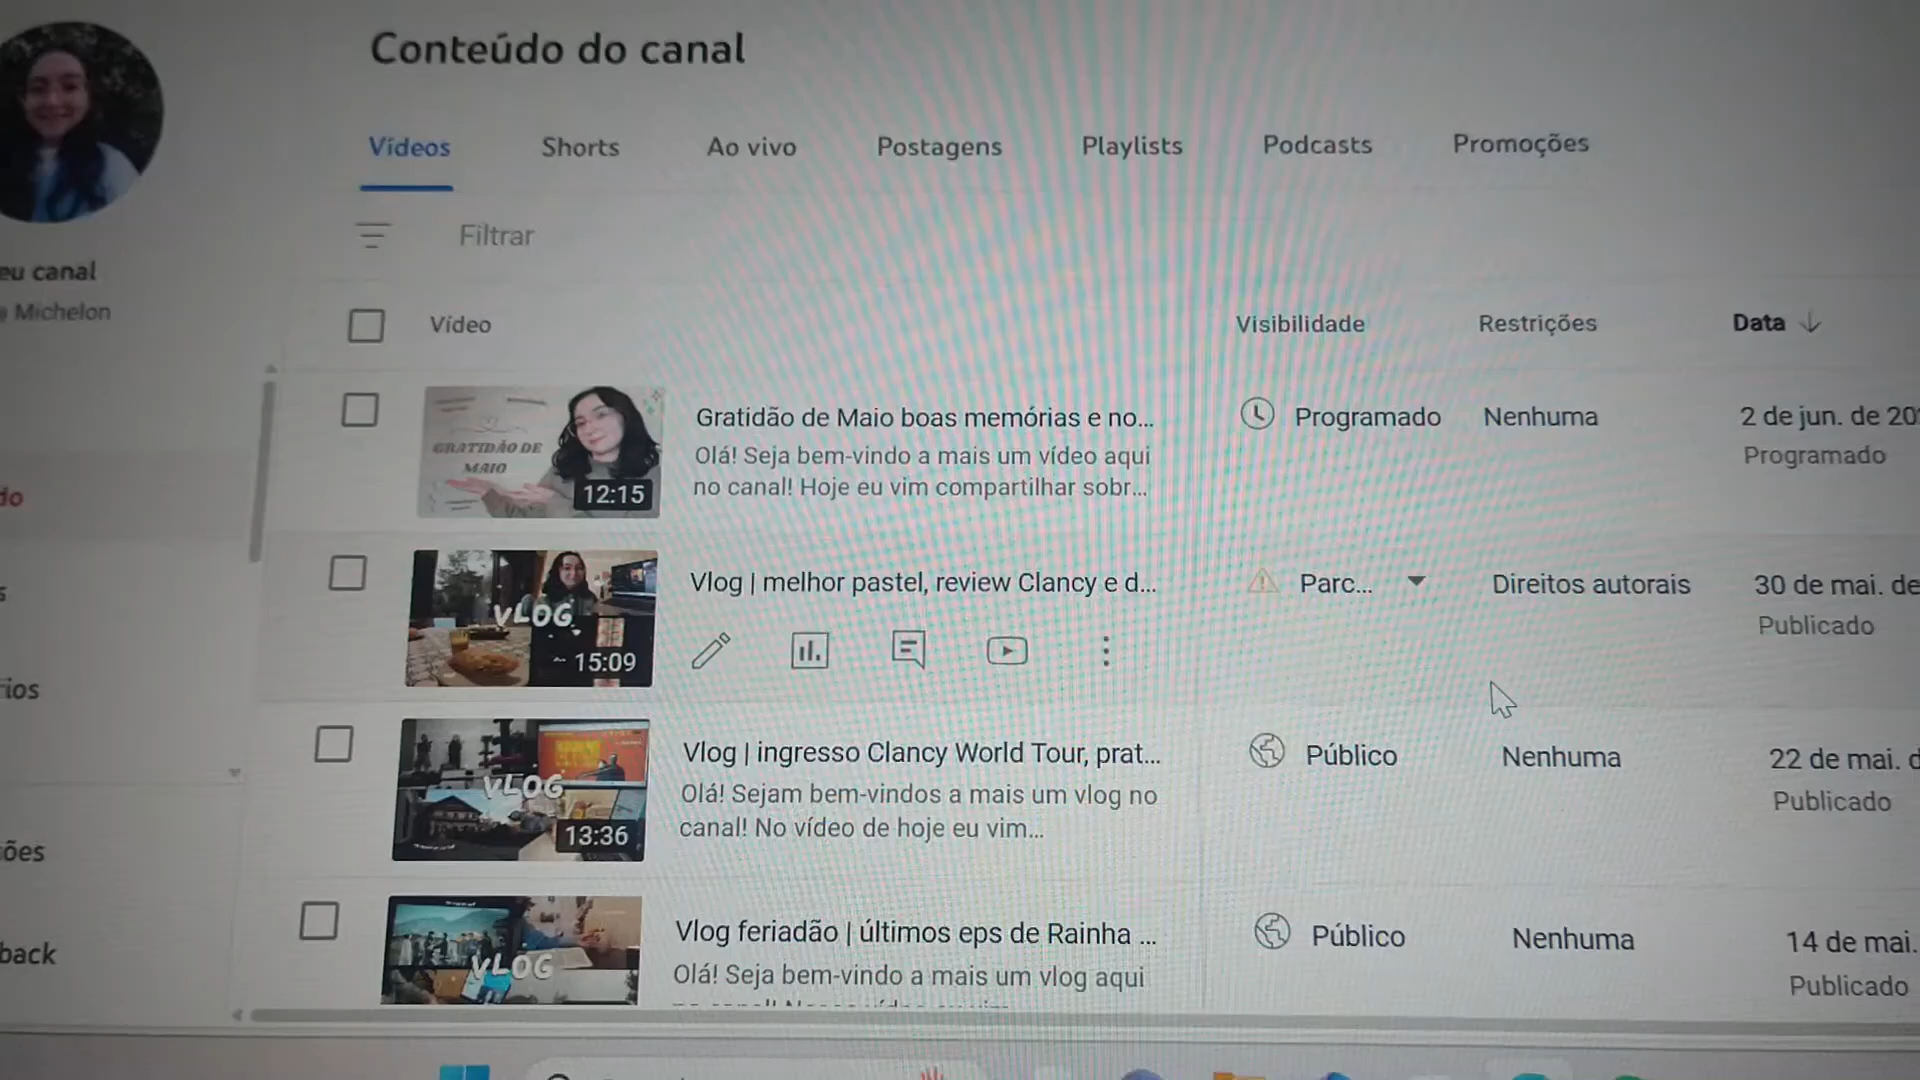 Conteúdo do canal
Vídeos Shorts Ao vivo Postagens Playlists Podcasts Promoções
Filtrar
eu canal
Michelon
Vídeo Visibilidade Restrições Data
GRATIDÃO DE
MAIO
12:15
Gratidão de Maio boas memórias e no...
Olá! Seja bem-vindo a mais um vídeo aqui
no canal! Hoje eu vim compartilhar sobr...
Programado Nenhuma 2 de jun. de 20
Programado
do
VLOG
15:09
Vlog | melhor pastel, review Clancy e d...
Parc... Direitos autorais 30 de mai. de
Publicado
s
rios
VLOG
13:36
Vlog | ingresso Clancy World Tour, prat...
Olá! Sejam bem-vindos a mais um vlog no
canal! No vídeo de hoje eu vim...
Público Nenhuma 22 de mai. d
Publicado
ões
back
VLOG
Vlog feriadão | últimos eps de Rainha ...
Olá! Seja bem-vindo a mais um vlog aqui
Público Nenhuma 14 de mai.
Publicado